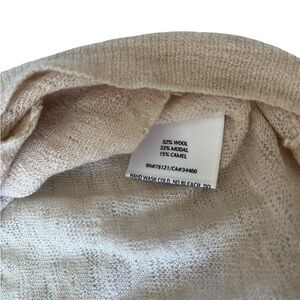 52% WOOL
33% MODAL
15% CAMEL
RN#78121/CA#34460
HAND WASH COLD, NO BLEACH, DO